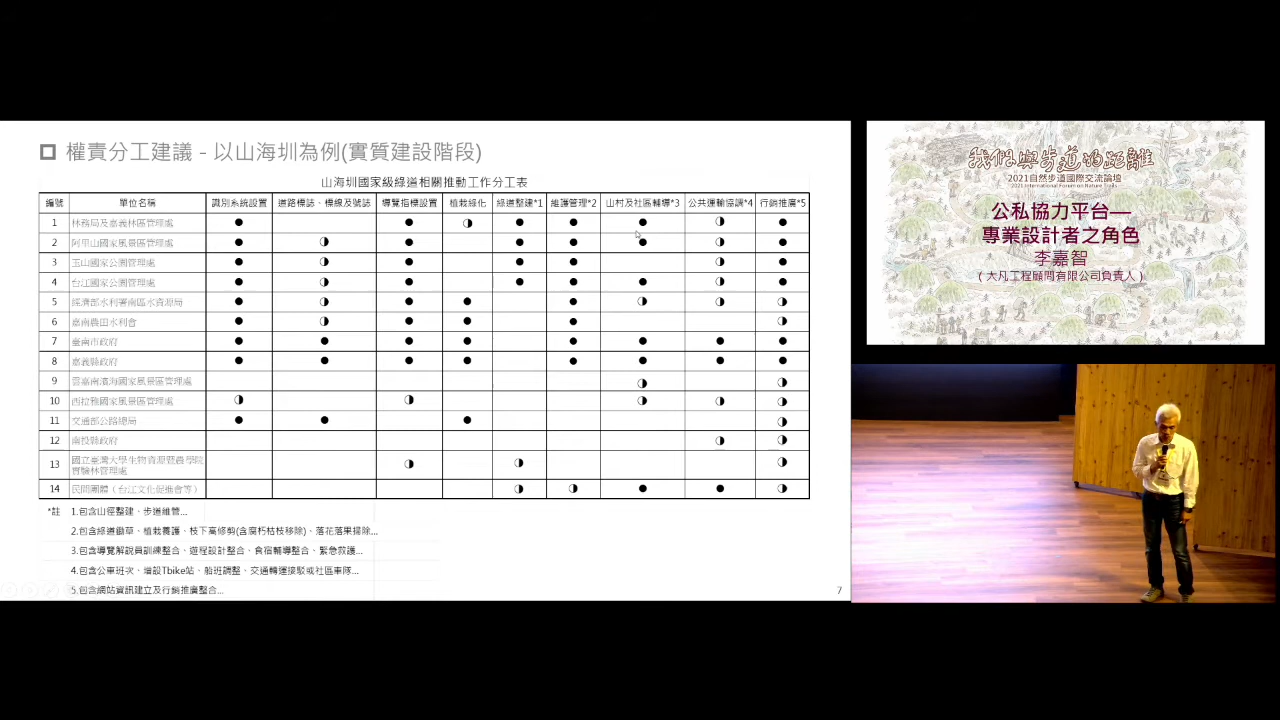 權責分工建議 - 以山海圳為例(實質建設階段)
山海圳國家級綠道相關推動工作分工表
編號 單位名稱 識別系統設置 道路標誌、標線及號誌 導覽指標設置 植栽綠化 綠道整建*1 維護管理*2 山村及社區輔導*3 公共運輸協調*4 行銷推廣*5
1 林務局及嘉義林區管理處 ● ● ◑ ● ● ● ◑ ●
2 阿里山國家風景區管理處 ● ◑ ● ● ● ● ◑ ●
3 玉山國家公園管理處 ● ◑ ● ● ● ◑ ●
4 台江國家公園管理處 ● ◑ ● ● ● ● ◑ ●
5 經濟部水利署南區水資源局 ● ◑ ● ● ● ◑ ◑ ◑
6 嘉南農田水利會 ● ◑ ● ● ● ◑
7 臺南市政府 ● ● ● ● ● ● ● ● ●
8 嘉義縣政府 ● ● ● ● ● ● ● ●
9 雲嘉南濱海國家風景區管理處 ◑ ◑
10 西拉雅國家風景區管理處 ◑ ◑ ◑ ◑ ◑
11 交通部公路總局 ● ● ● ◑
12 南投縣政府 ◑ ◑
13 國立臺灣大學生物資源暨農學院
實驗林管理處 ◑ ◑ ◑
14 民間團體（台江文化促進會等） ◑ ◑ ● ● ◑
*註 1.包含山徑整建、步道維管...
2.包含綠道鋤草、植栽養護、枝下高修剪(含腐朽枯枝移除)、落花落果掃除...
3.包含導覽解說員訓練整合、遊程設計整合、食宿輔導整合、緊急救護...
4.包含公車班次、增設Tbike站、船班調整、交通轉運接駁或社區車隊...
5.包含網站資訊建立及行銷推廣整合...
7
我們與步道的距離
2021自然步道國際交流論壇
2021 International Forum on Nature Trails
公私協力平台—
專業設計者之角色
李嘉智
（大凡工程顧問有限公司負責人）